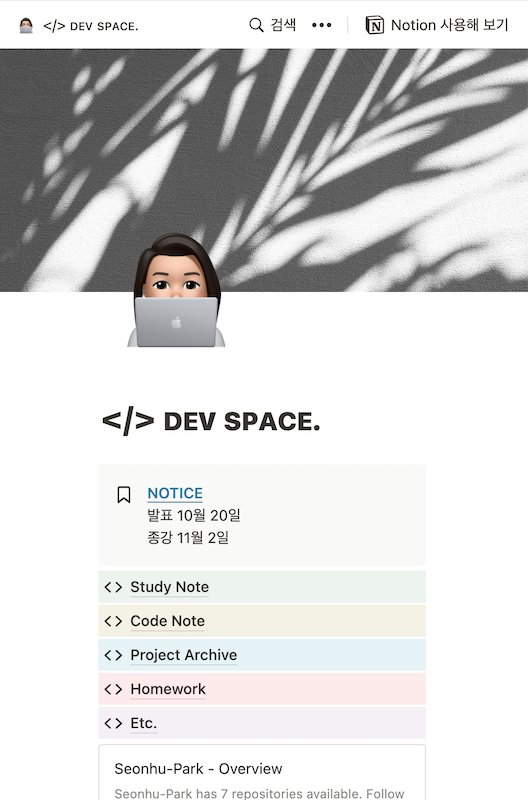 </> DEV SPACE.
검색
Notion 사용해 보기
</> DEV SPACE.
NOTICE
발표 10월 20일
종강 11월 2일
<> Study Note
<> Code Note
<> Project Archive
<> Homework
<> Etc.
Seonhu-Park - Overview
Seonhu-Park has 7 repositories available. Follow